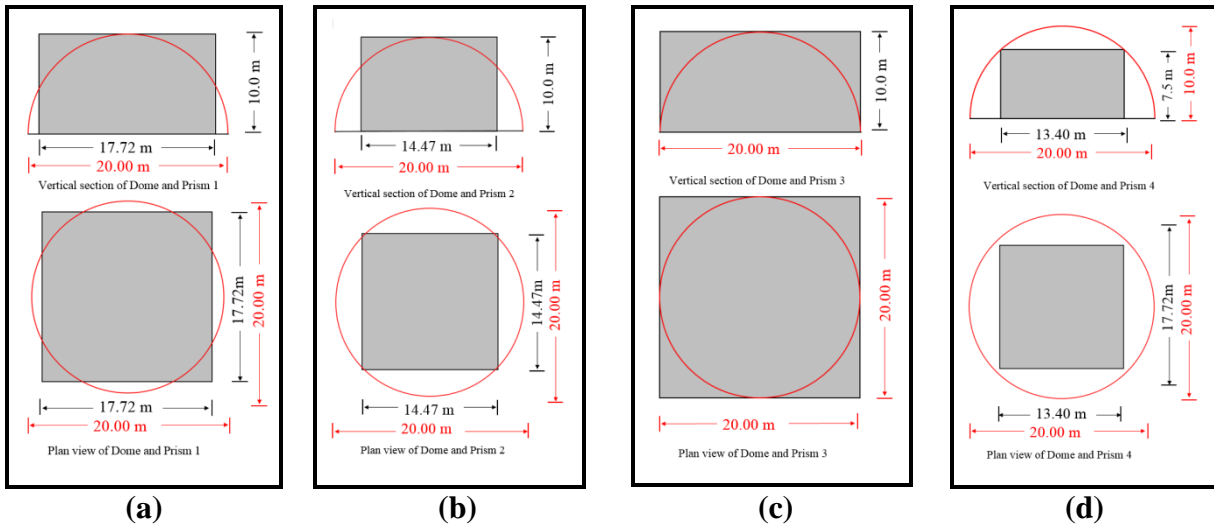 10.0 m
17.72 m
20.00 m
Vertical section of Dome and Prism 1
17.72m
20.00 m
17.72 m
20.00 m
Plan view of Dome and Prism 1
(a)
10.0 m
14.47 m
20.00 m
Vertical section of Dome and Prism 2
14.47m
20.00 m
14.47 m
20.00 m
Plan view of Dome and Prism 2
(b)
10.0 m
20.00 m
Vertical section of Dome and Prism 3
20.00 m
20.00 m
Plan view of Dome and Prism 3
(c)
7.5 m
10.0 m
13.40 m
20.00 m
Vertical section of Dome and Prism 4
17.72m
20.00 m
13.40 m
20.00 m
Plan view of Dome and Prism 4
(d)